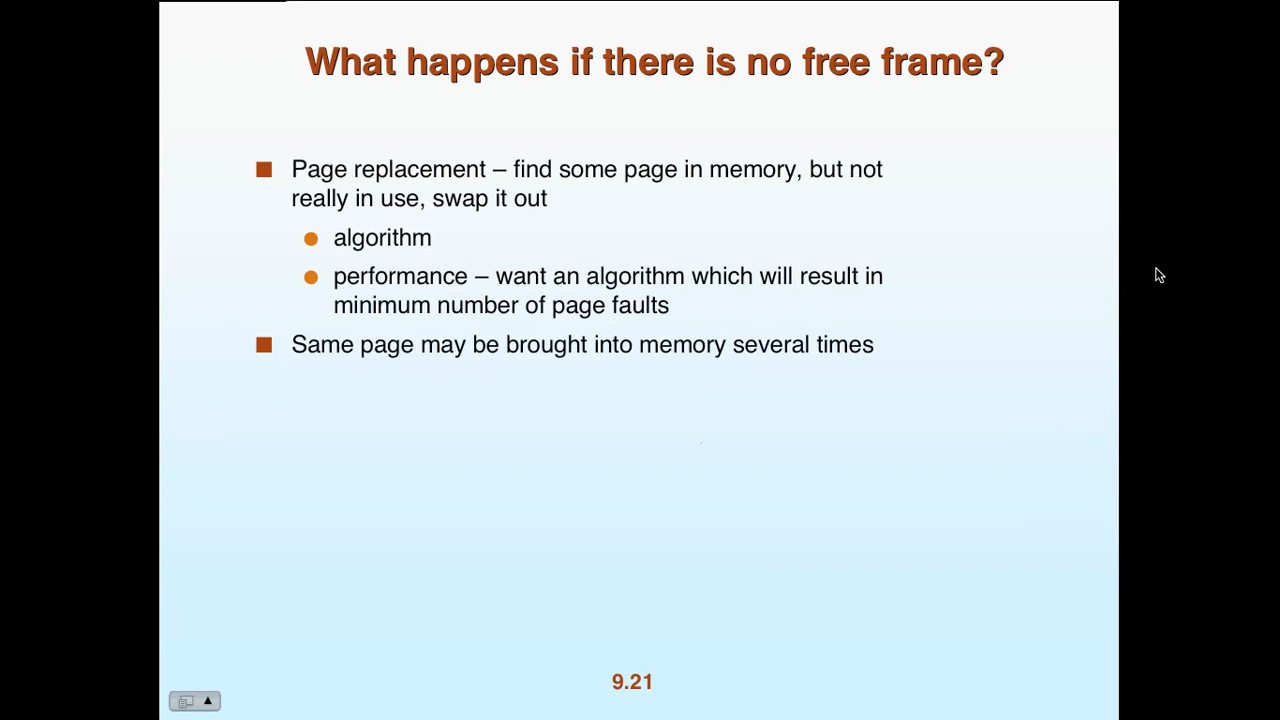 What happens if there is no free frame?
Page replacement – find some page in memory, but not
really in use, swap it out
algorithm
performance – want an algorithm which will result in
minimum number of page faults
Same page may be brought into memory several times
9.21